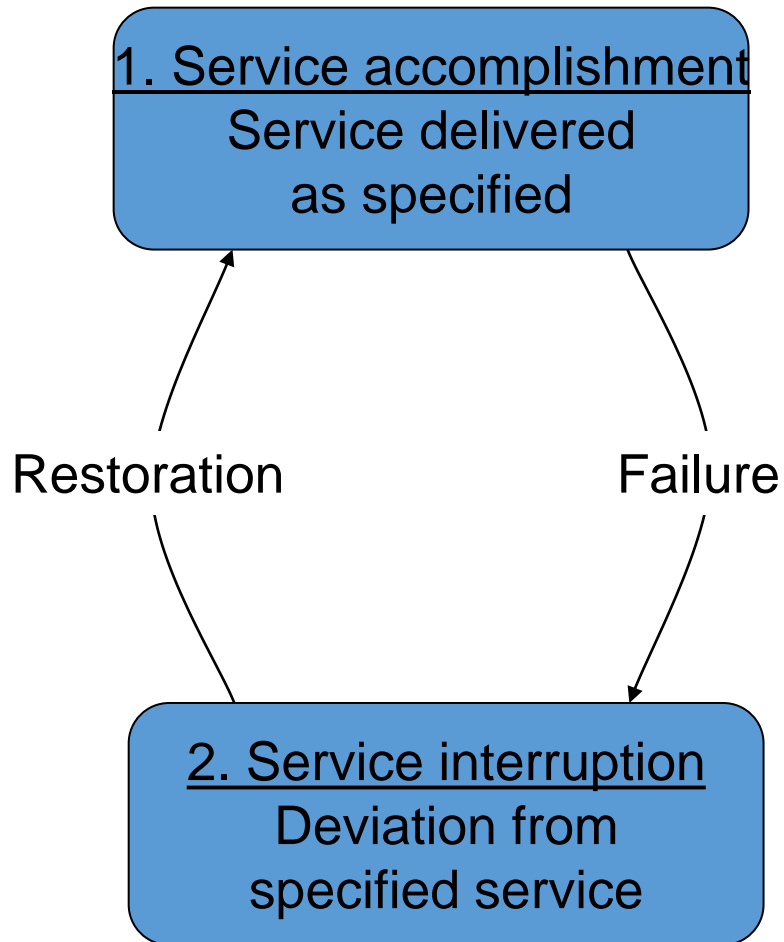 1. Service accomplishment
Service delivered
as specified
Restoration
Failure
2. Service interruption
Deviation from
specified service